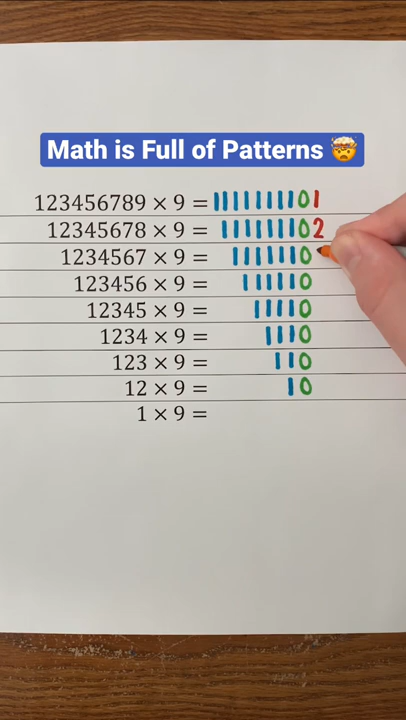 Math is Full of Patterns 🤯
123456789 × 9 = 1111111101
12345678 × 9 = 111111102
1234567 × 9 = 1111110
123456 × 9 = 111110
12345 × 9 = 11110
1234 × 9 = 1110
123 × 9 = 110
12 × 9 = 10
1 × 9 =